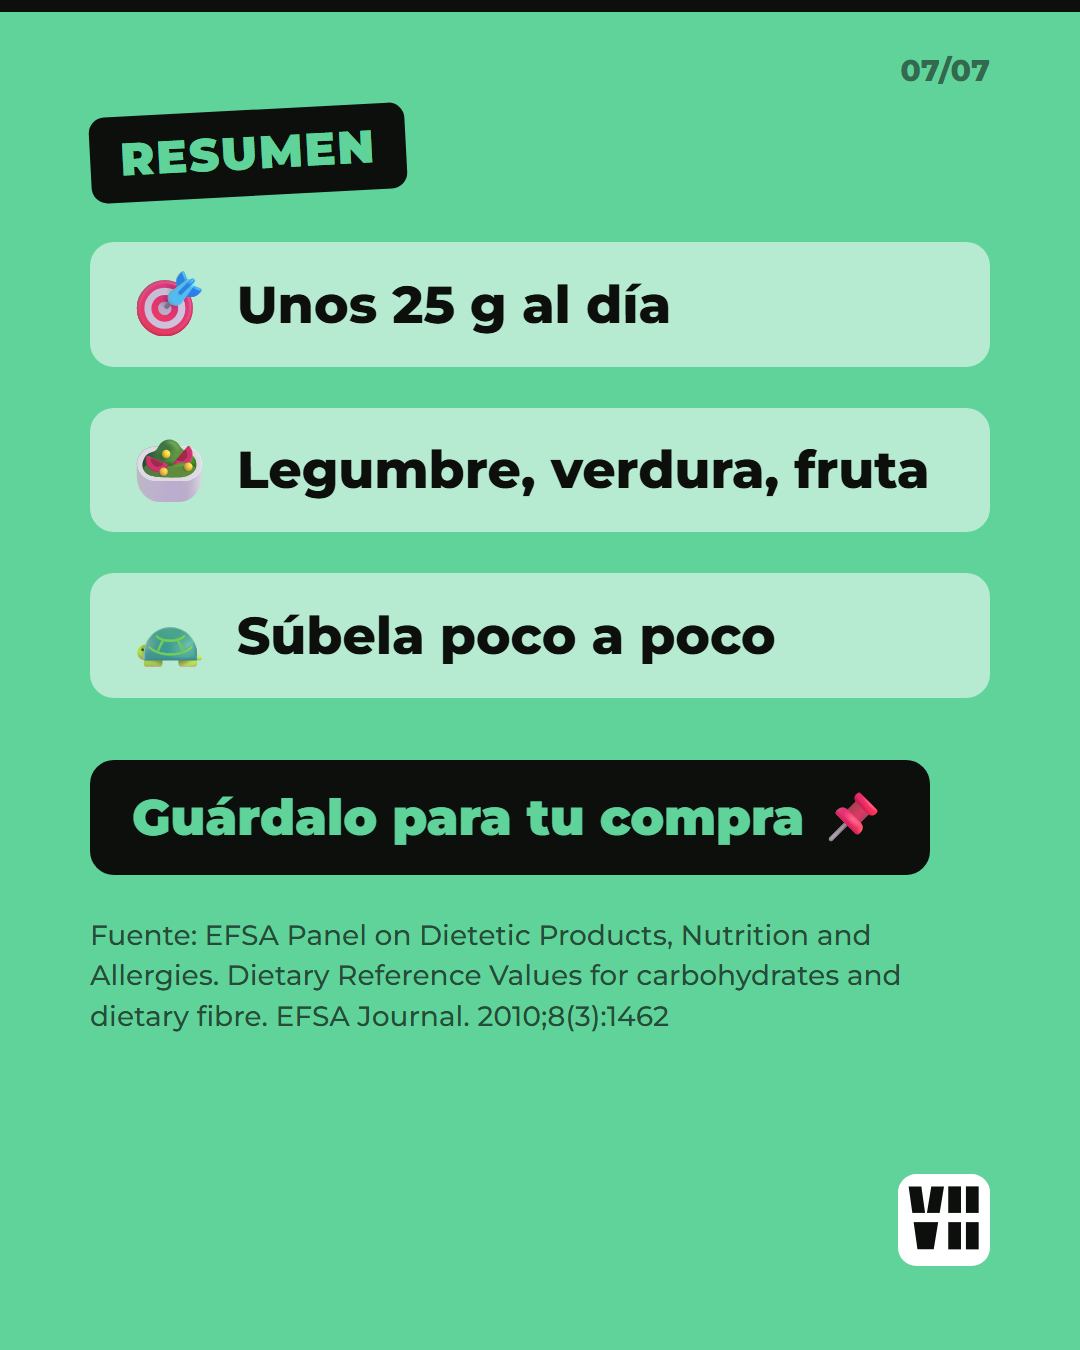 07/07
RESUMEN
Unos 25 g al día
Legumbre, verdura, fruta
Súbela poco a poco
Guárdalo para tu compra
Fuente: EFSA Panel on Dietetic Products, Nutrition and
Allergies. Dietary Reference Values for carbohydrates and
dietary fibre. EFSA Journal. 2010;8(3):1462
VII
VII